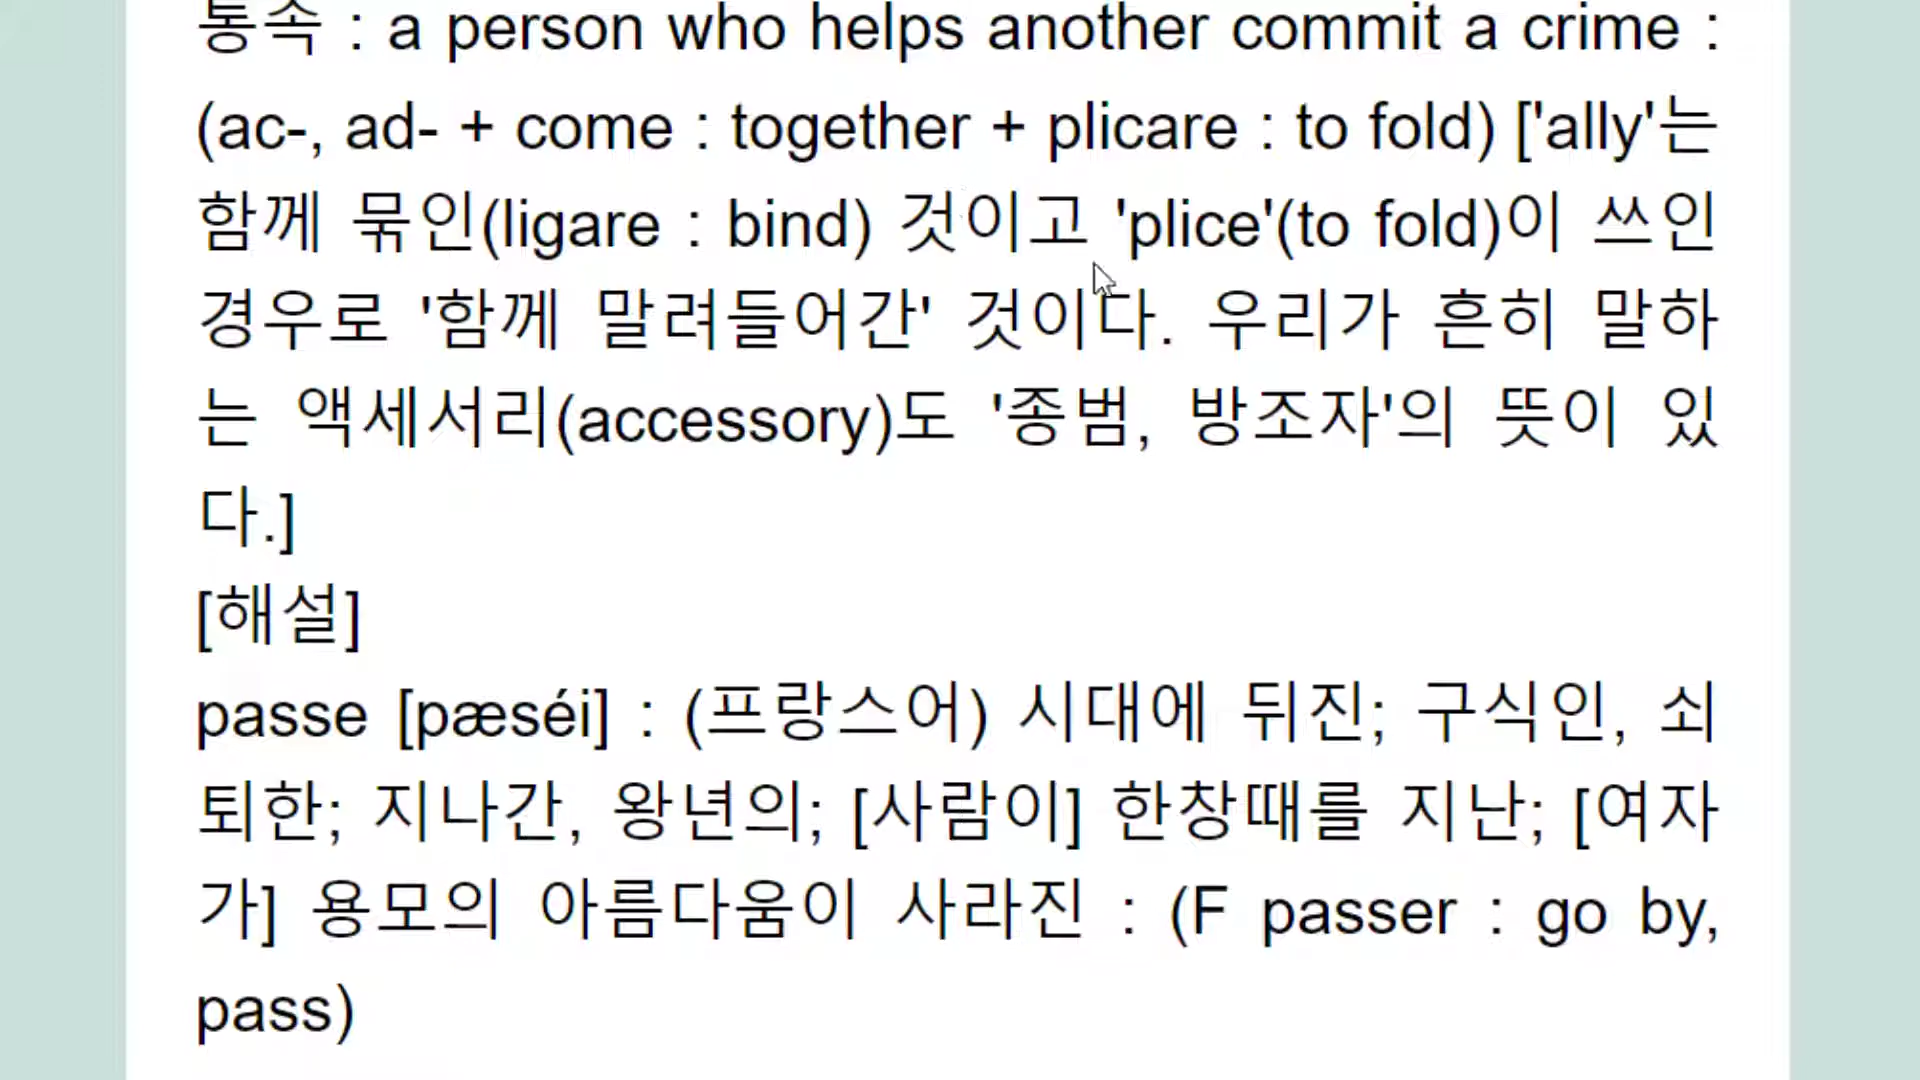 통속 : a person who helps another commit a crime :
(ac-, ad- + come : together + plicare : to fold) ['ally'는
함께 묶인(ligare : bind) 것이고 'plice'(to fold)이 쓰인
경우로 '함께 말려들어간' 것이다. 우리가 흔히 말하
는 액세서리(accessory)도 '종범, 방조자'의 뜻이 있
다.]
[해설]
passe [pæséi] : (프랑스어) 시대에 뒤진; 구식인, 쇠
퇴한; 지나간, 왕년의; [사람이] 한창때를 지난; [여자
가] 용모의 아름다움이 사라진 : (F passer : go by,
pass)